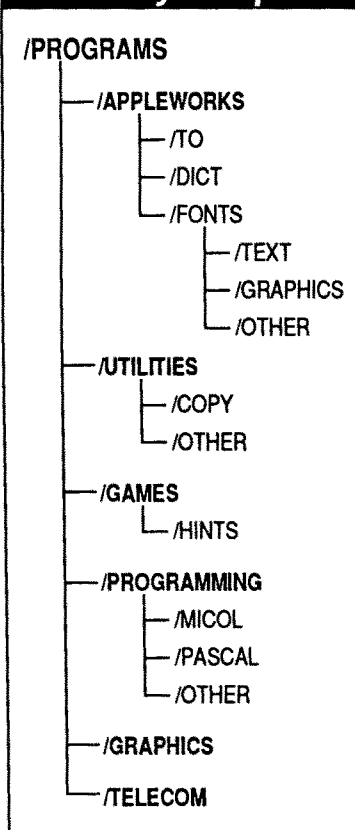 /PROGRAMS
/APPLEWORKS
/TO
/DICT
/FONTS
/TEXT
/GRAPHICS
/OTHER
/UTILITIES
/COPY
/OTHER
/GAMES
/HINTS
/PROGRAMMING
/MICOL
/PASCAL
/OTHER
/GRAPHICS
/TELECOM